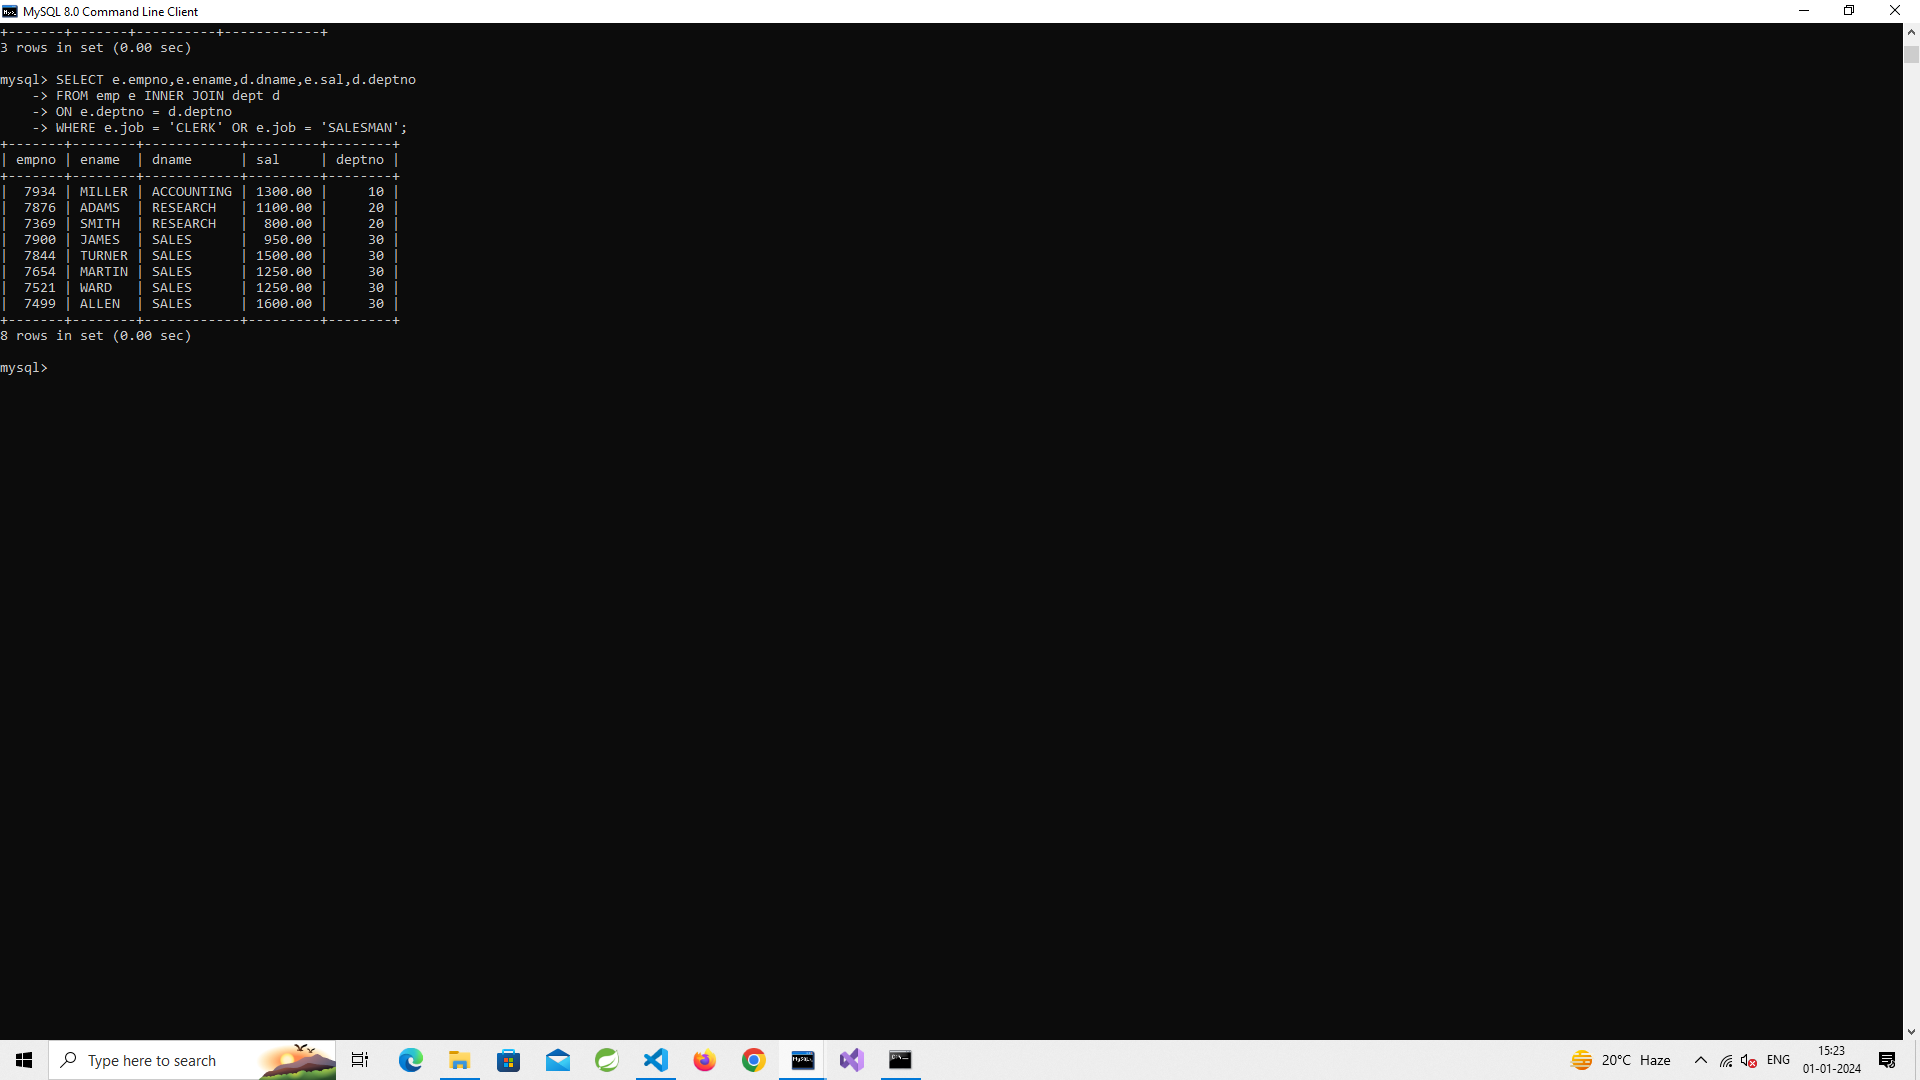 MySQL 8.0 Command Line Client
+-------+-------+----------+------------+
3 rows in set (0.00 sec)
mysql> SELECT e.empno,e.ename,d.dname,e.sal,d.deptno
    -> FROM emp e INNER JOIN dept d
    -> ON e.deptno = d.deptno
    -> WHERE e.job = 'CLERK' OR e.job = 'SALESMAN';
+-------+--------+------------+---------+--------+
| empno | ename  | dname      | sal     | deptno |
+-------+--------+------------+---------+--------+
|  7934 | MILLER | ACCOUNTING | 1300.00 |     10 |
|  7876 | ADAMS  | RESEARCH   | 1100.00 |     20 |
|  7369 | SMITH  | RESEARCH   |  800.00 |     20 |
|  7900 | JAMES  | SALES      |  950.00 |     30 |
|  7844 | TURNER | SALES      | 1500.00 |     30 |
|  7654 | MARTIN | SALES      | 1250.00 |     30 |
|  7521 | WARD   | SALES      | 1250.00 |     30 |
|  7499 | ALLEN  | SALES      | 1600.00 |     30 |
+-------+--------+------------+---------+--------+
8 rows in set (0.00 sec)
mysql>
Type here to search
20°C Haze
ENG
15:23
01-01-2024